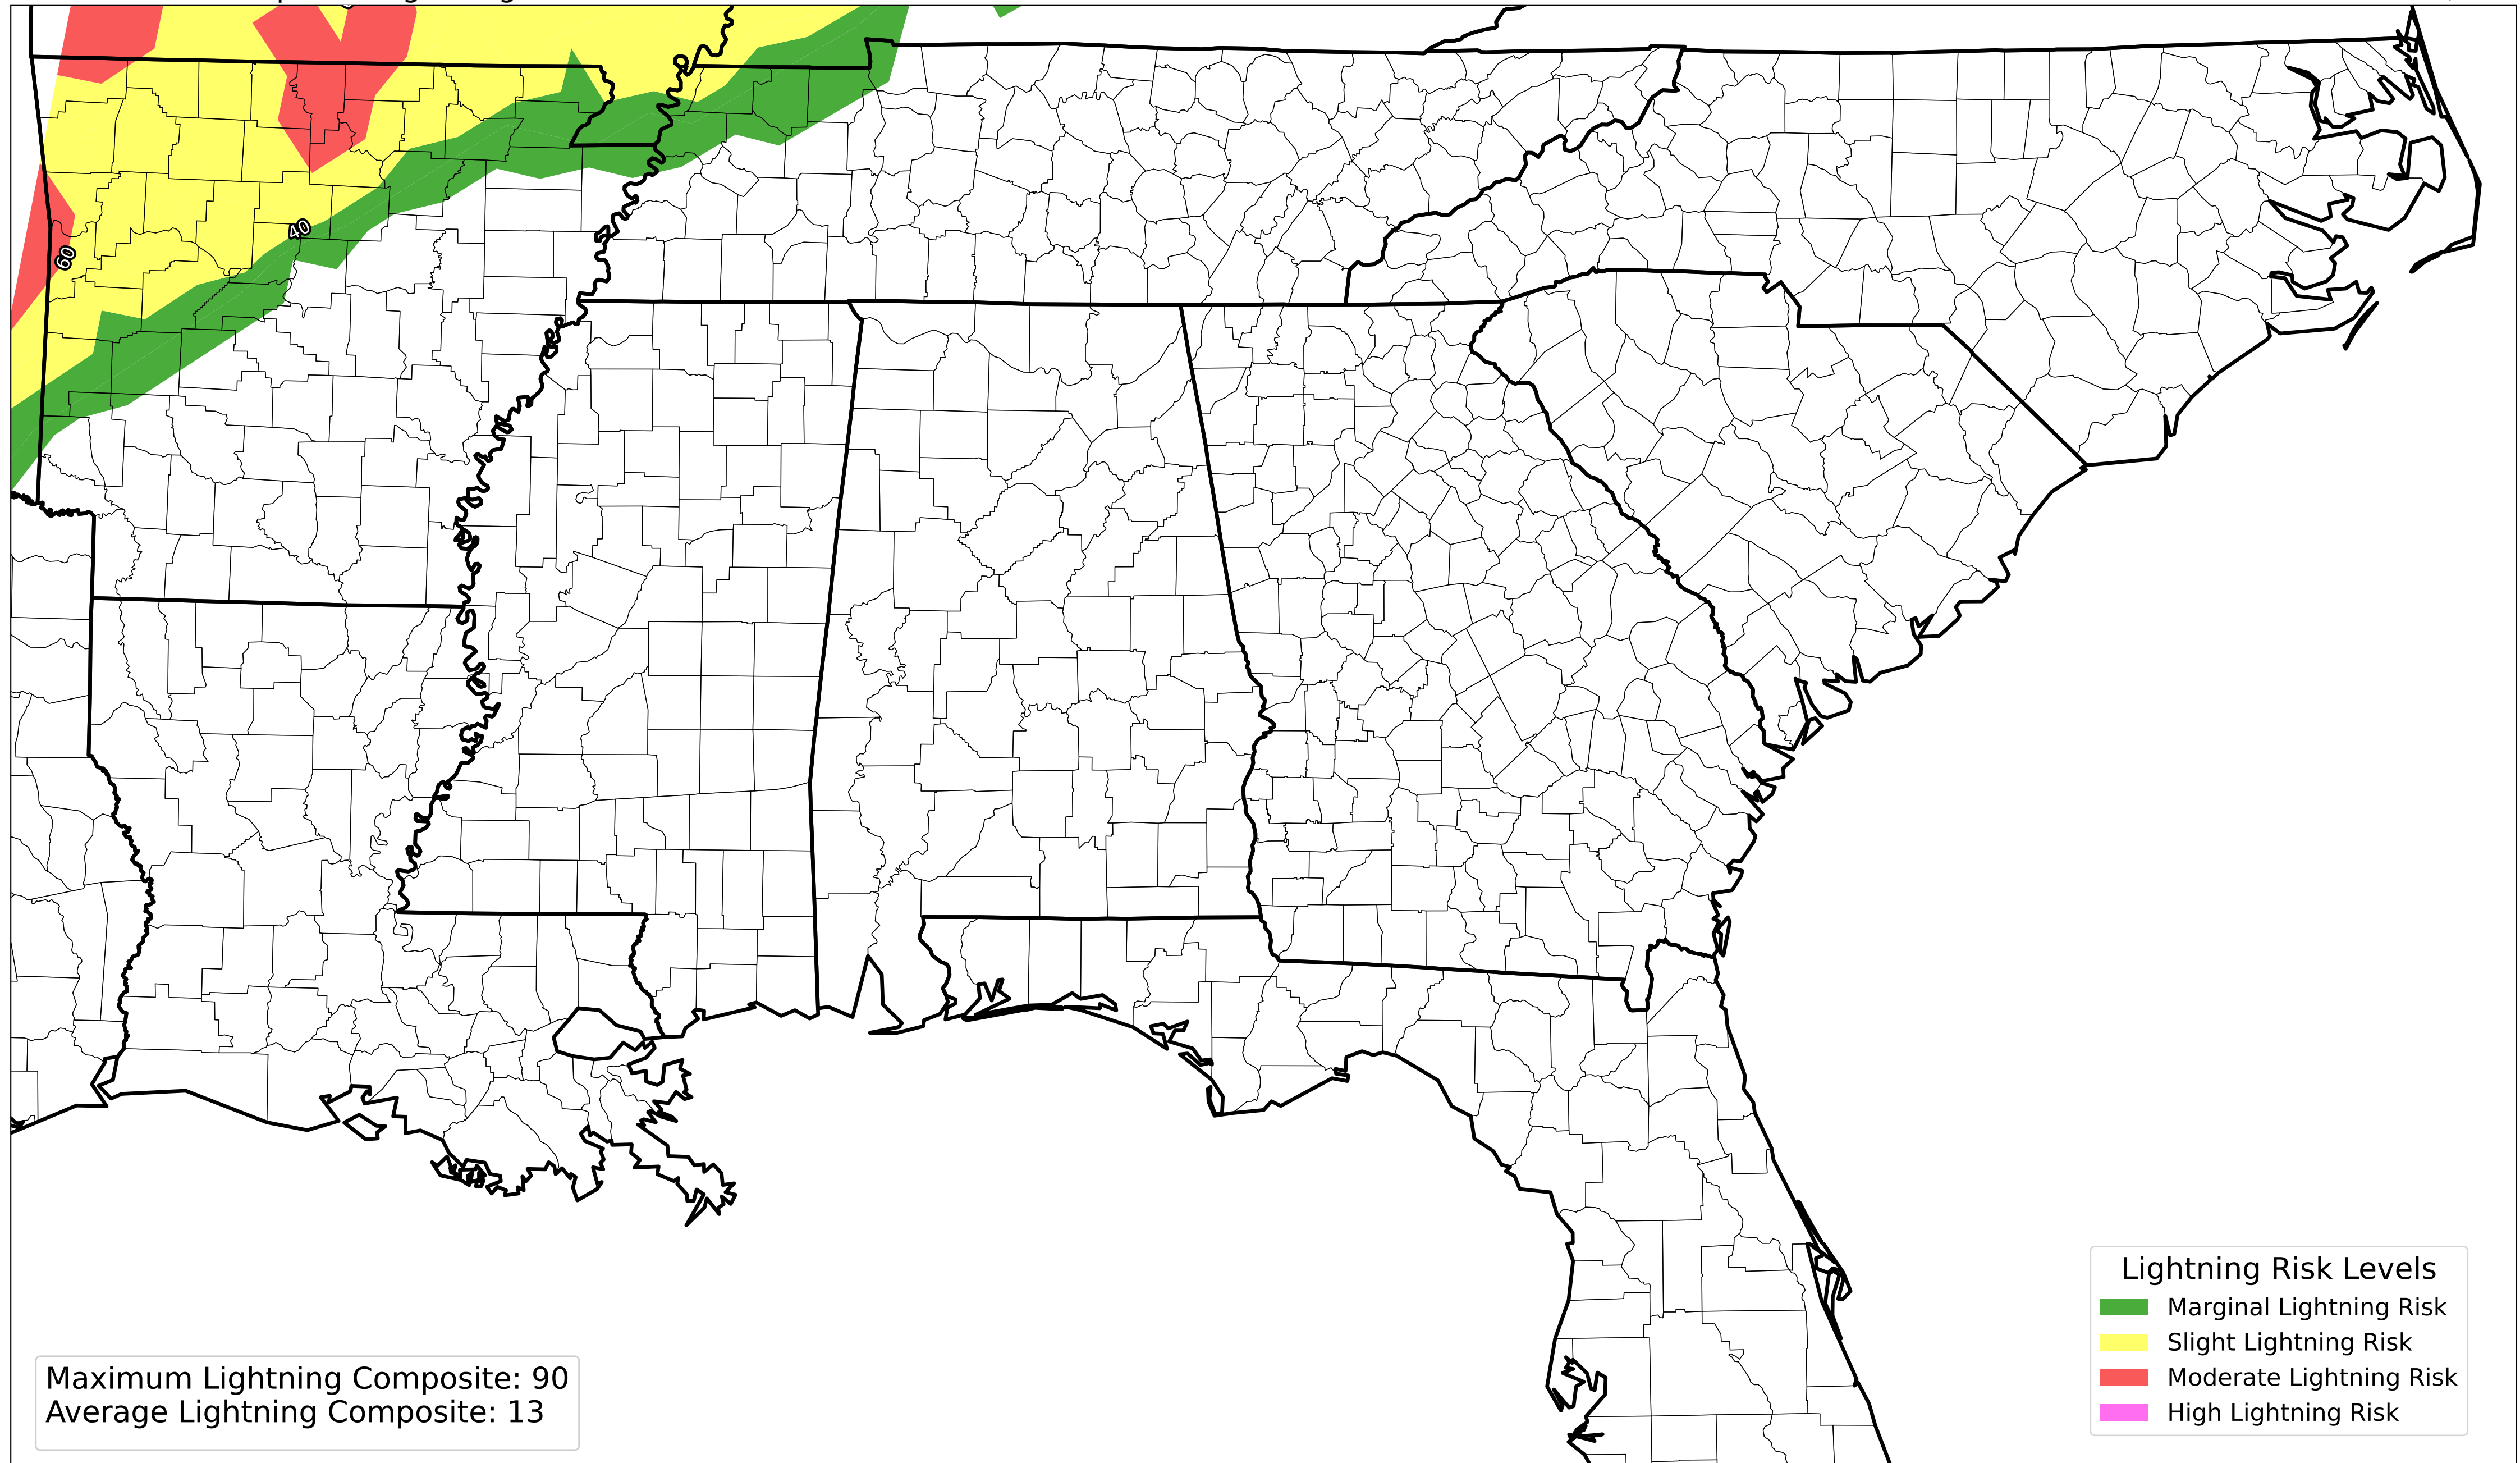 40
60
Lightning Risk Levels
Marginal Lightning Risk
Slight Lightning Risk
Moderate Lightning Risk
High Lightning Risk
Maximum Lightning Composite: 90
Average Lightning Composite: 13